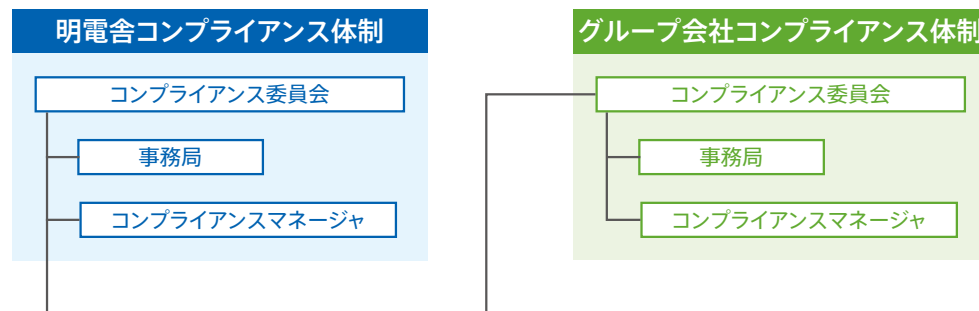 明電舎コンプライアンス体制
コンプライアンス委員会
事務局
コンプライアンスマネージャ
グループ会社コンプライアンス体制
コンプライアンス委員会
事務局
コンプライアンスマネージャ